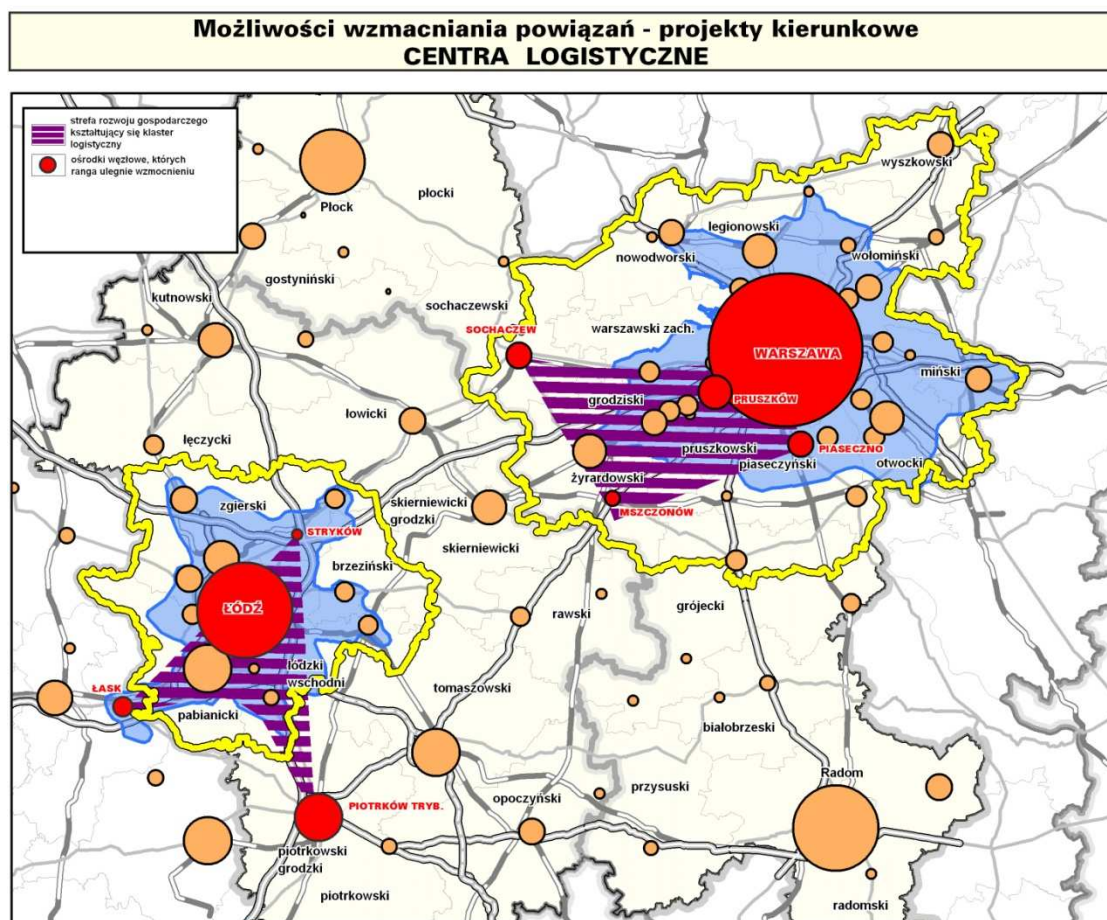 Możliwości wzmacniania powiązań - projekty kierunkowe
CENTRA LOGISTYCZNE
strefa rozwoju gospodarczego
kształtujący się klaster
logistyczny
ośrodki węzłowe, których
ranga ulegnie wzmocnieniu
wyszkowski
płocki
Płock
legionowski
nowodworski
wołomiński
gostyniński
kutnowski
sochaczewski
SOCHACZEW
warszawski zach.
WARSZAWA
miński
grodziski
PRUSZKÓW
łowicki
łęczycki
pruszkowski
PIASECZNO
piaseczyński
otwocki
żyrardowski
skierniewicki
grodzki
MSZCZONÓW
zgierski
STRYKÓW
skierniewicki
brzeziński
rawski
grójecki
ŁÓDŹ
łódzki
wschodni
ŁASK
tomaszowski
pabianicki
białobrzeski
Radom
przysuski
PIOTRKÓW TRYB.
opoczyński
piotrkowski
grodzki
piotrkowski
radomski